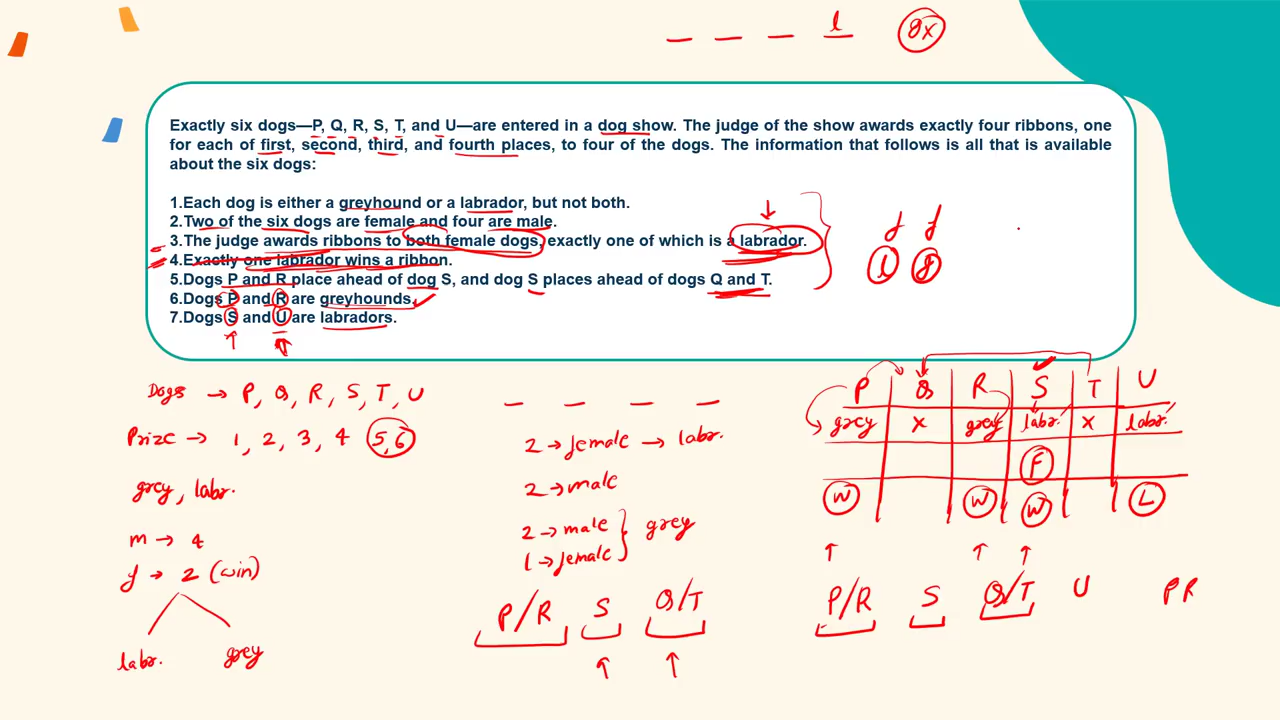 l
gx
Exactly six dogs—P, Q, R, S, T, and U—are entered in a dog show. The judge of the show awards exactly four ribbons, one
for each of first, second, third, and fourth places, to four of the dogs. The information that follows is all that is available
about the six dogs:
1.Each dog is either a greyhound or a labrador, but not both.
2.Two of the six dogs are female and four are male.
3.The judge awards ribbons to both female dogs, exactly one of which is a labrador.
4.Exactly one labrador wins a ribbon.
5.Dogs P and R place ahead of dog S, and dog S places ahead of dogs Q and T.
6.Dogs P and R are greyhounds.
7.Dogs S and U are labradors.
f f
l g
Dogs → P, Q, R, S, T, U
Prize → 1, 2, 3, 4 5,6
grey, labr.
m → 4
f → 2 (win)
labr. grey
2 → female → labr.
2 → male
2 → male
1 → female
grey
P/R S Q/T
P Q R S T U
grey x grey labr. x labr.
F
W W W L
P/R S Q/T U PR